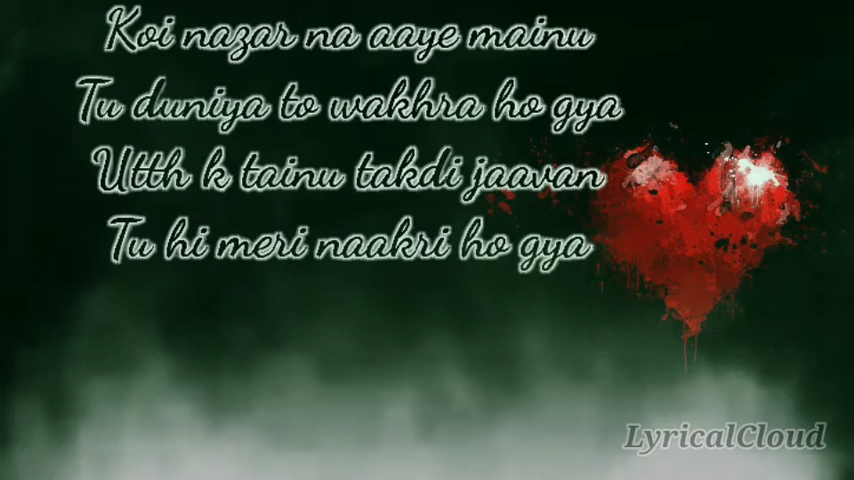 Koi nazar na aaye mainu
Tu duniya to wakhra ho gya
Utth k tainu takdi jaavan
Tu hi meri naakri ho gya
LyricalCloud